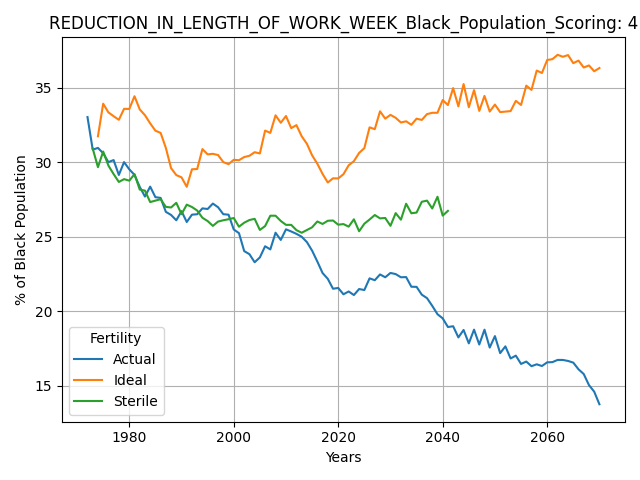 REDUCTION_IN_LENGTH_OF_WORK_WEEK_Black_Population_Scoring: 4
% of Black Population
35
30
25
20
15
Fertility
Actual
Ideal
Sterile
1980 2000 2020 2040 2060
Years